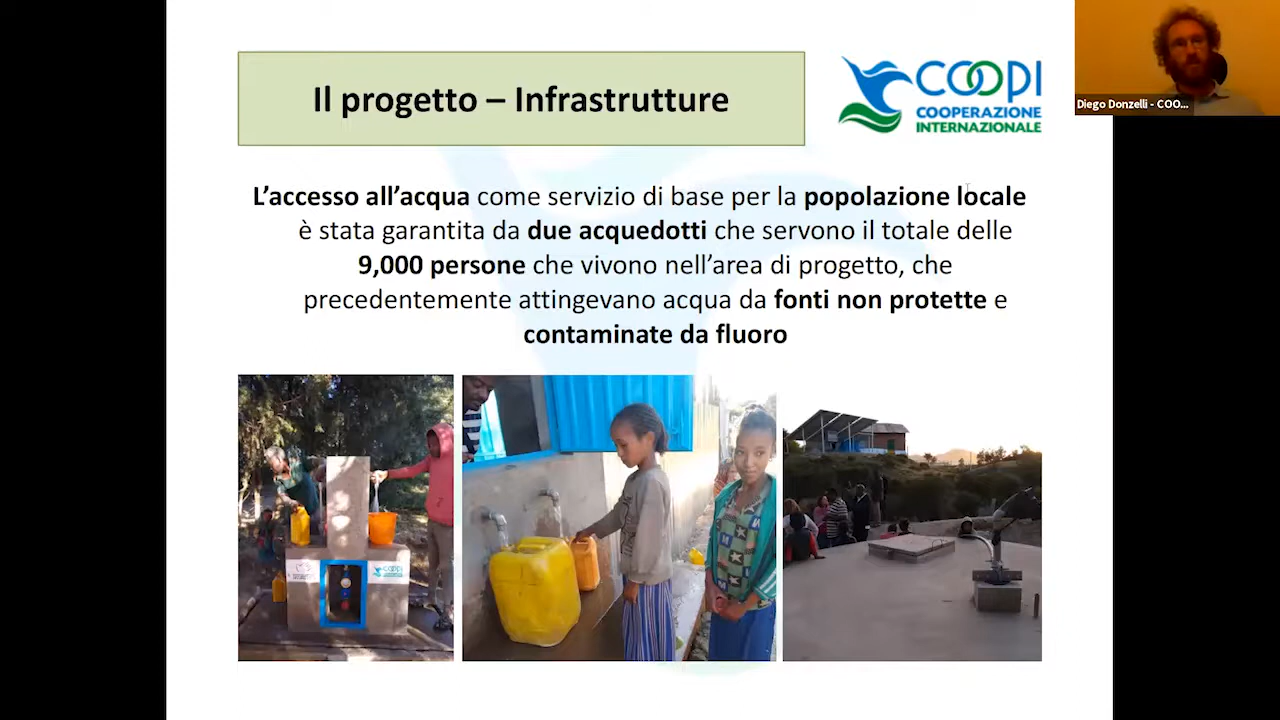 Il progetto – Infrastrutture
COOPI
COOPERAZIONE
INTERNAZIONALE
Diego Donzelli - COO...
L’accesso all’acqua come servizio di base per la popolazione locale
è stata garantita da due acquedotti che servono il totale delle
9,000 persone che vivono nell’area di progetto, che
precedentemente attingevano acqua da fonti non protette e
contaminate da fluoro
COOPI